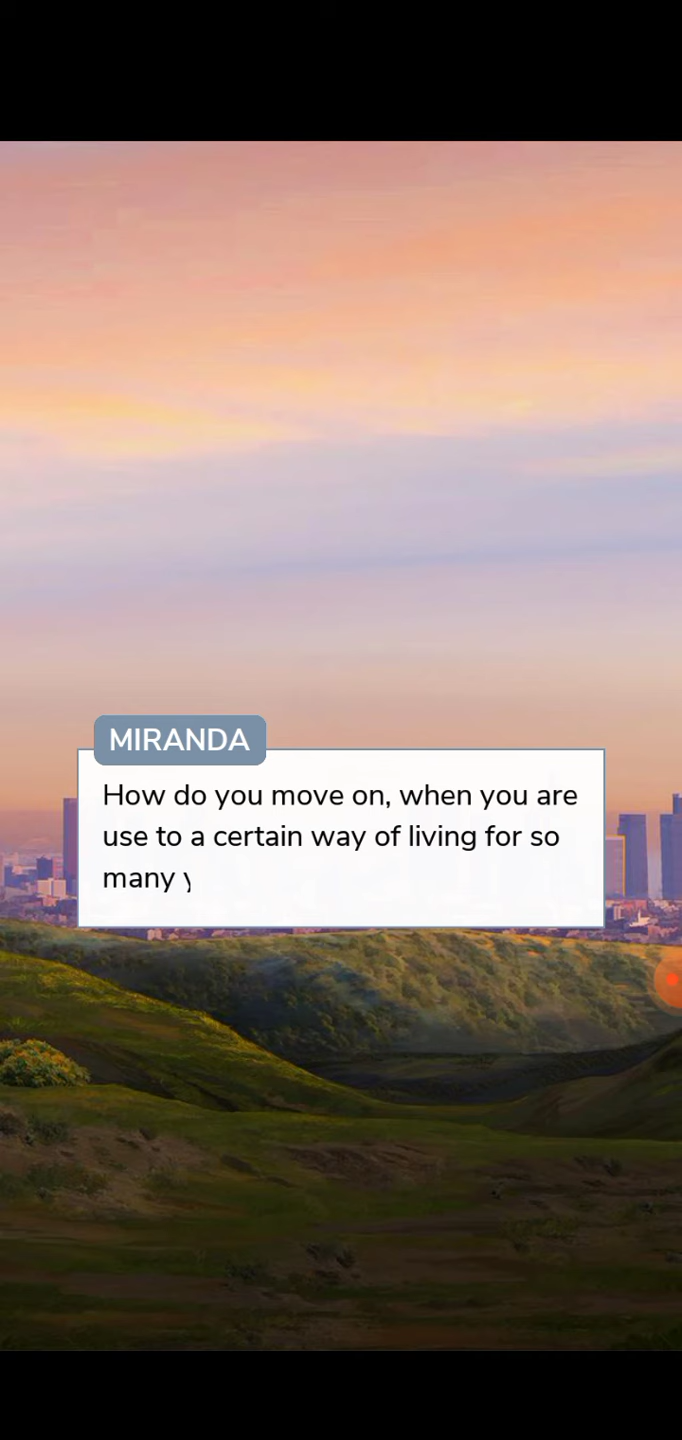 MIRANDA
How do you move on, when you are
use to a certain way of living for so
many